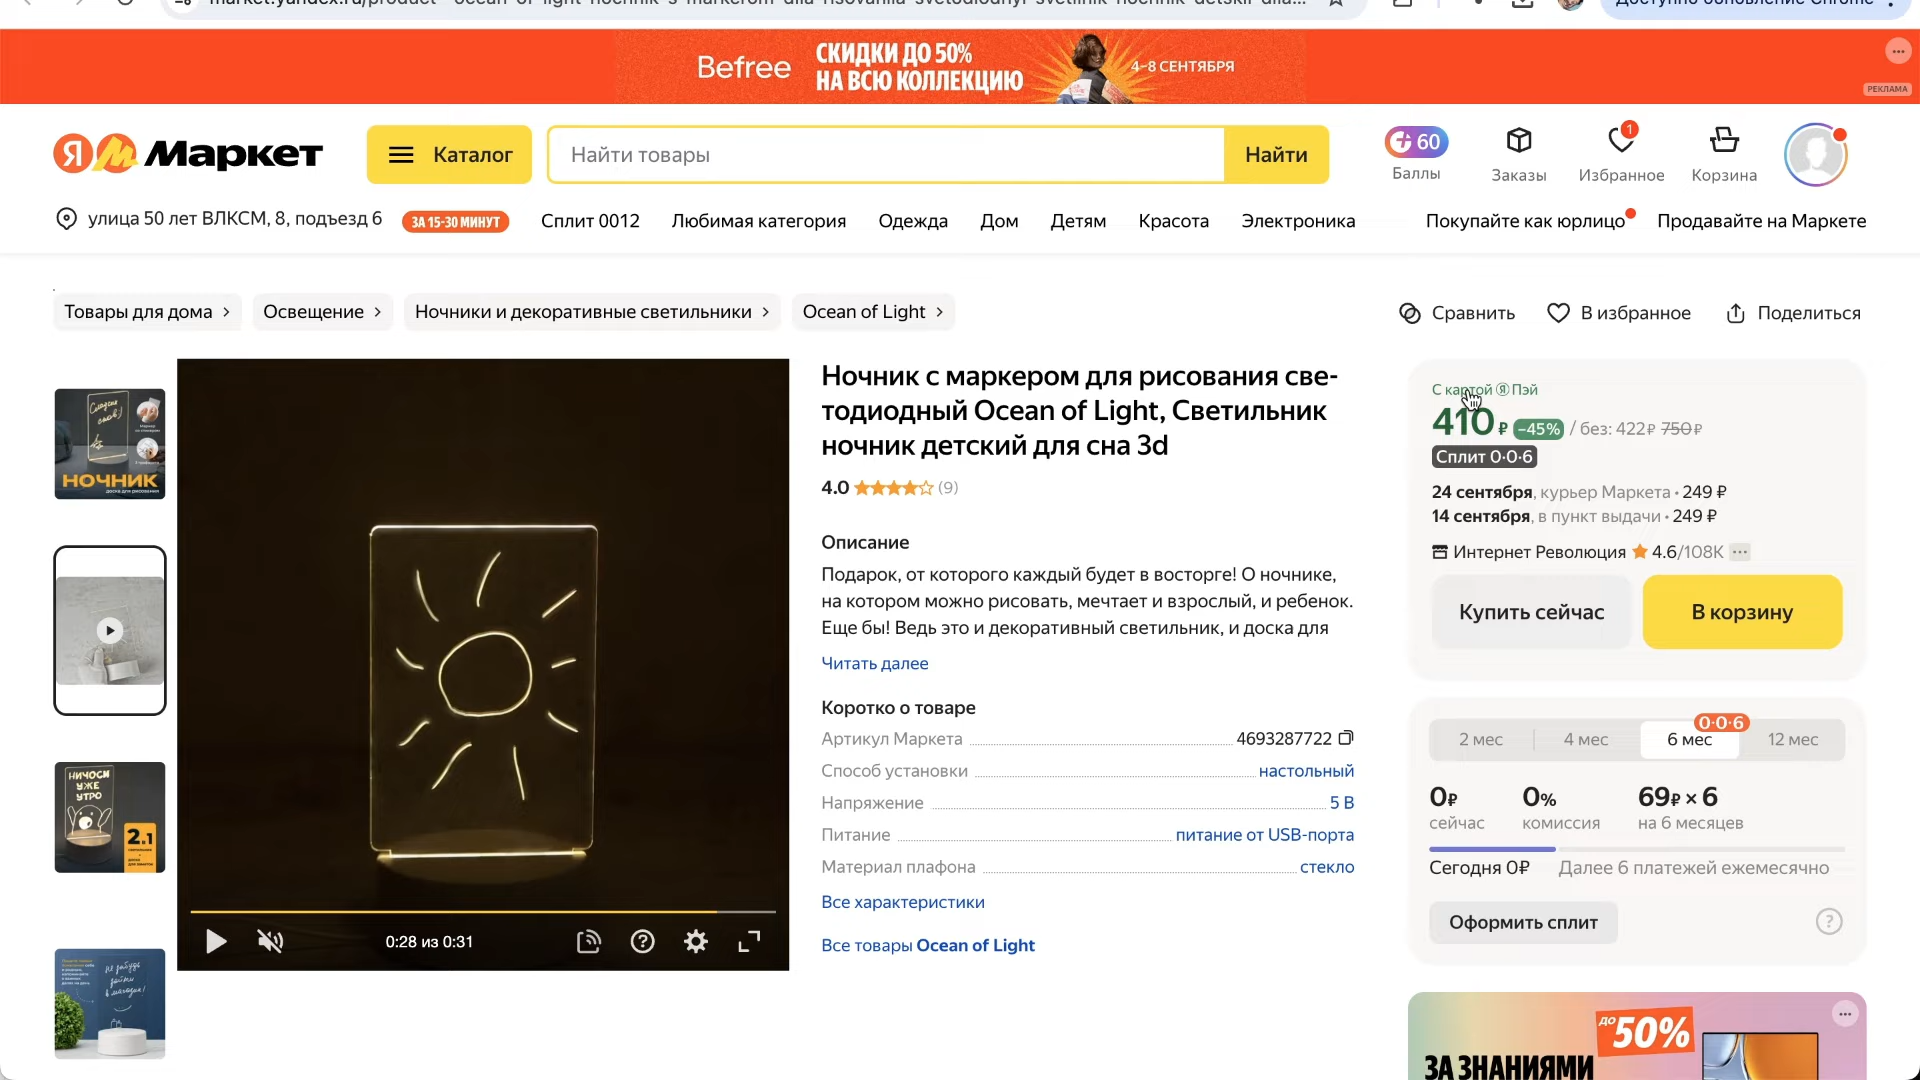 Befree
СКИДКИ ДО 50%
НА ВСЮ КОЛЛЕКЦИЮ
4–8 СЕНТЯБРЯ
РЕКЛАМА
Я М Маркет
Каталог
Найти товары
Найти
60
Баллы
Заказы
1
Избранное
Корзина
улица 50 лет ВЛКСМ, 8, подъезд 6
ЗА 15-30 МИНУТ
Сплит 0012
Любимая категория
Одежда
Дом
Детям
Красота
Электроника
Покупайте как юрлицо
Продавайте на Маркете
Товары для дома
Освещение
Ночники и декоративные светильники
Ocean of Light
Сравнить
В избранное
Поделиться
НОЧНИК
НИЧОСИ
УЖЕ
УТРО
2.1
0:28 из 0:31
Ночник с маркером для рисования све-
тодиодный Ocean of Light, Светильник
ночник детский для сна 3d
4.0 (9)
Описание
Подарок, от которого каждый будет в восторге! О ночнике,
на котором можно рисовать, мечтает и взрослый, и ребенок.
Еще бы! Ведь это и декоративный светильник, и доска для
Читать далее
Коротко о товаре
Артикул Маркета 4693287722
Способ установки настольный
Напряжение 5 В
Питание питание от USB-порта
Материал плафона стекло
Все характеристики
Все товары Ocean of Light
С картой Я Пэй
410 ₽ -45% / без: 422 ₽ 750 ₽
Сплит 0·0·6
24 сентября, курьер Маркета · 249 ₽
14 сентября, в пункт выдачи · 249 ₽
Интернет Революция 4.6/108K
Купить сейчас
В корзину
0·0·6
2 мес
4 мес
6 мес
12 мес
0₽ 0% 69₽ × 6
сейчас комиссия на 6 месяцев
Сегодня 0₽ Далее 6 платежей ежемесячно
Оформить сплит
до 50%
ЗА ЗНАНИЯМИ